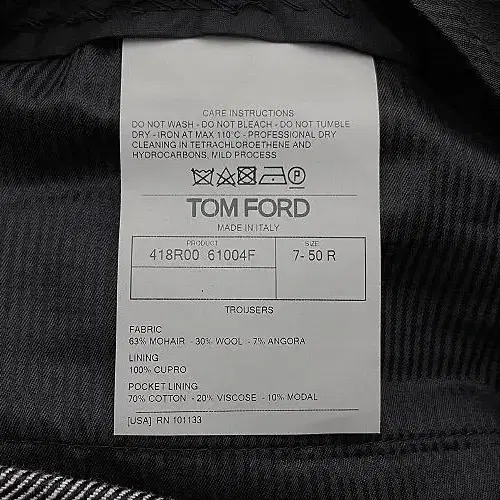 CARE INSTRUCTIONS
DO NOT WASH - DO NOT BLEACH - DO NOT TUMBLE
DRY - IRON AT MAX 110°C - PROFESSIONAL DRY
CLEANING IN TETRACHLOROETHENE AND
HYDROCARBONS, MILD PROCESS
P
TOM FORD
MADE IN ITALY
PRODUCT SIZE
418R00 61004F 7- 50 R
TROUSERS
FABRIC
63% MOHAIR - 30% WOOL - 7% ANGORA
LINING
100% CUPRO
POCKET LINING
70% COTTON - 20% VISCOSE - 10% MODAL
[USA] RN 101133